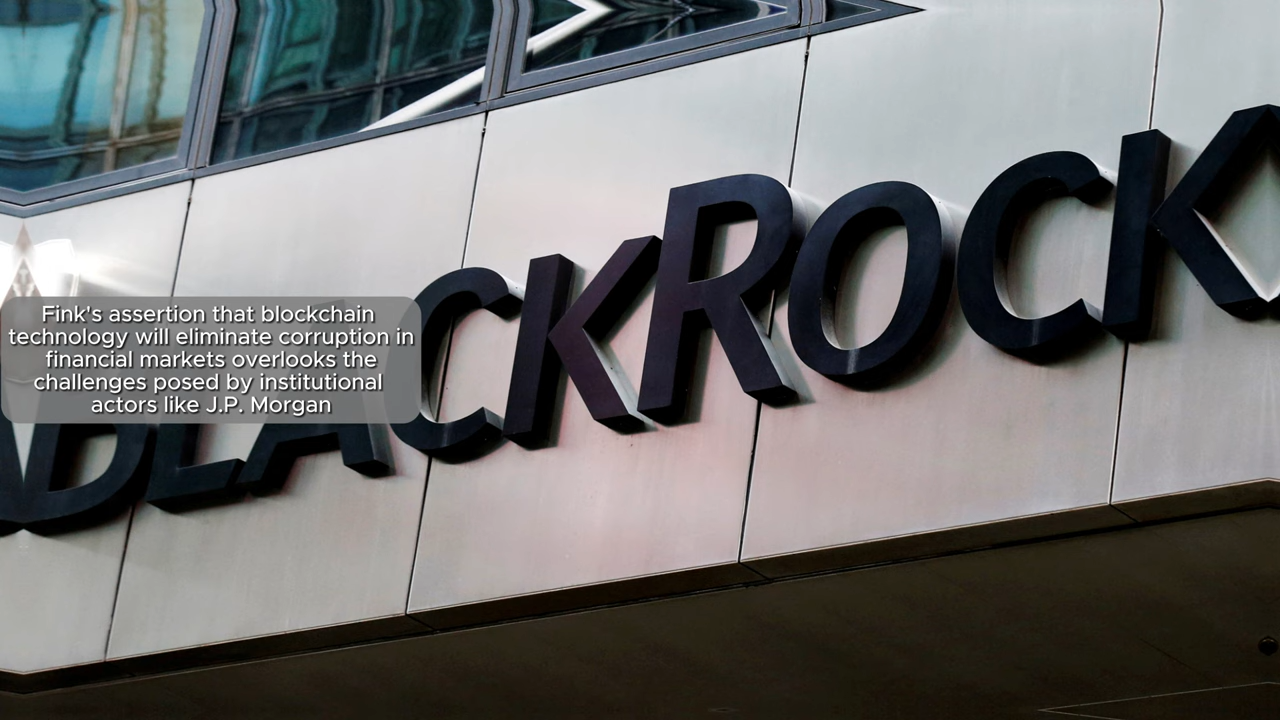 Fink's assertion that blockchain
technology will eliminate corruption in
financial markets overlooks the
challenges posed by institutional
actors like J.P. Morgan
BLACKROCK